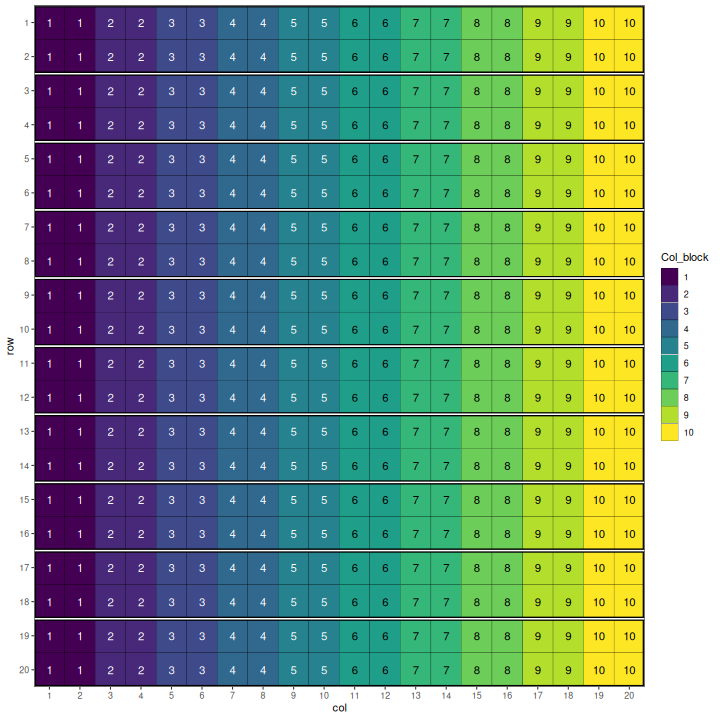 1 1 1 2 2 3 3 4 4 5 5 6 6 7 7 8 8 9 9 10 10
2 1 1 2 2 3 3 4 4 5 5 6 6 7 7 8 8 9 9 10 10
3 1 1 2 2 3 3 4 4 5 5 6 6 7 7 8 8 9 9 10 10
4 1 1 2 2 3 3 4 4 5 5 6 6 7 7 8 8 9 9 10 10
5 1 1 2 2 3 3 4 4 5 5 6 6 7 7 8 8 9 9 10 10
6 1 1 2 2 3 3 4 4 5 5 6 6 7 7 8 8 9 9 10 10
7 1 1 2 2 3 3 4 4 5 5 6 6 7 7 8 8 9 9 10 10
8 1 1 2 2 3 3 4 4 5 5 6 6 7 7 8 8 9 9 10 10
9 1 1 2 2 3 3 4 4 5 5 6 6 7 7 8 8 9 9 10 10
10 1 1 2 2 3 3 4 4 5 5 6 6 7 7 8 8 9 9 10 10
11 1 1 2 2 3 3 4 4 5 5 6 6 7 7 8 8 9 9 10 10
12 1 1 2 2 3 3 4 4 5 5 6 6 7 7 8 8 9 9 10 10
13 1 1 2 2 3 3 4 4 5 5 6 6 7 7 8 8 9 9 10 10
14 1 1 2 2 3 3 4 4 5 5 6 6 7 7 8 8 9 9 10 10
15 1 1 2 2 3 3 4 4 5 5 6 6 7 7 8 8 9 9 10 10
16 1 1 2 2 3 3 4 4 5 5 6 6 7 7 8 8 9 9 10 10
17 1 1 2 2 3 3 4 4 5 5 6 6 7 7 8 8 9 9 10 10
18 1 1 2 2 3 3 4 4 5 5 6 6 7 7 8 8 9 9 10 10
19 1 1 2 2 3 3 4 4 5 5 6 6 7 7 8 8 9 9 10 10
20 1 1 2 2 3 3 4 4 5 5 6 6 7 7 8 8 9 9 10 10
1 2 3 4 5 6 7 8 9 10 11 12 13 14 15 16 17 18 19 20
col
row
Col_block
1
2
3
4
5
6
7
8
9
10